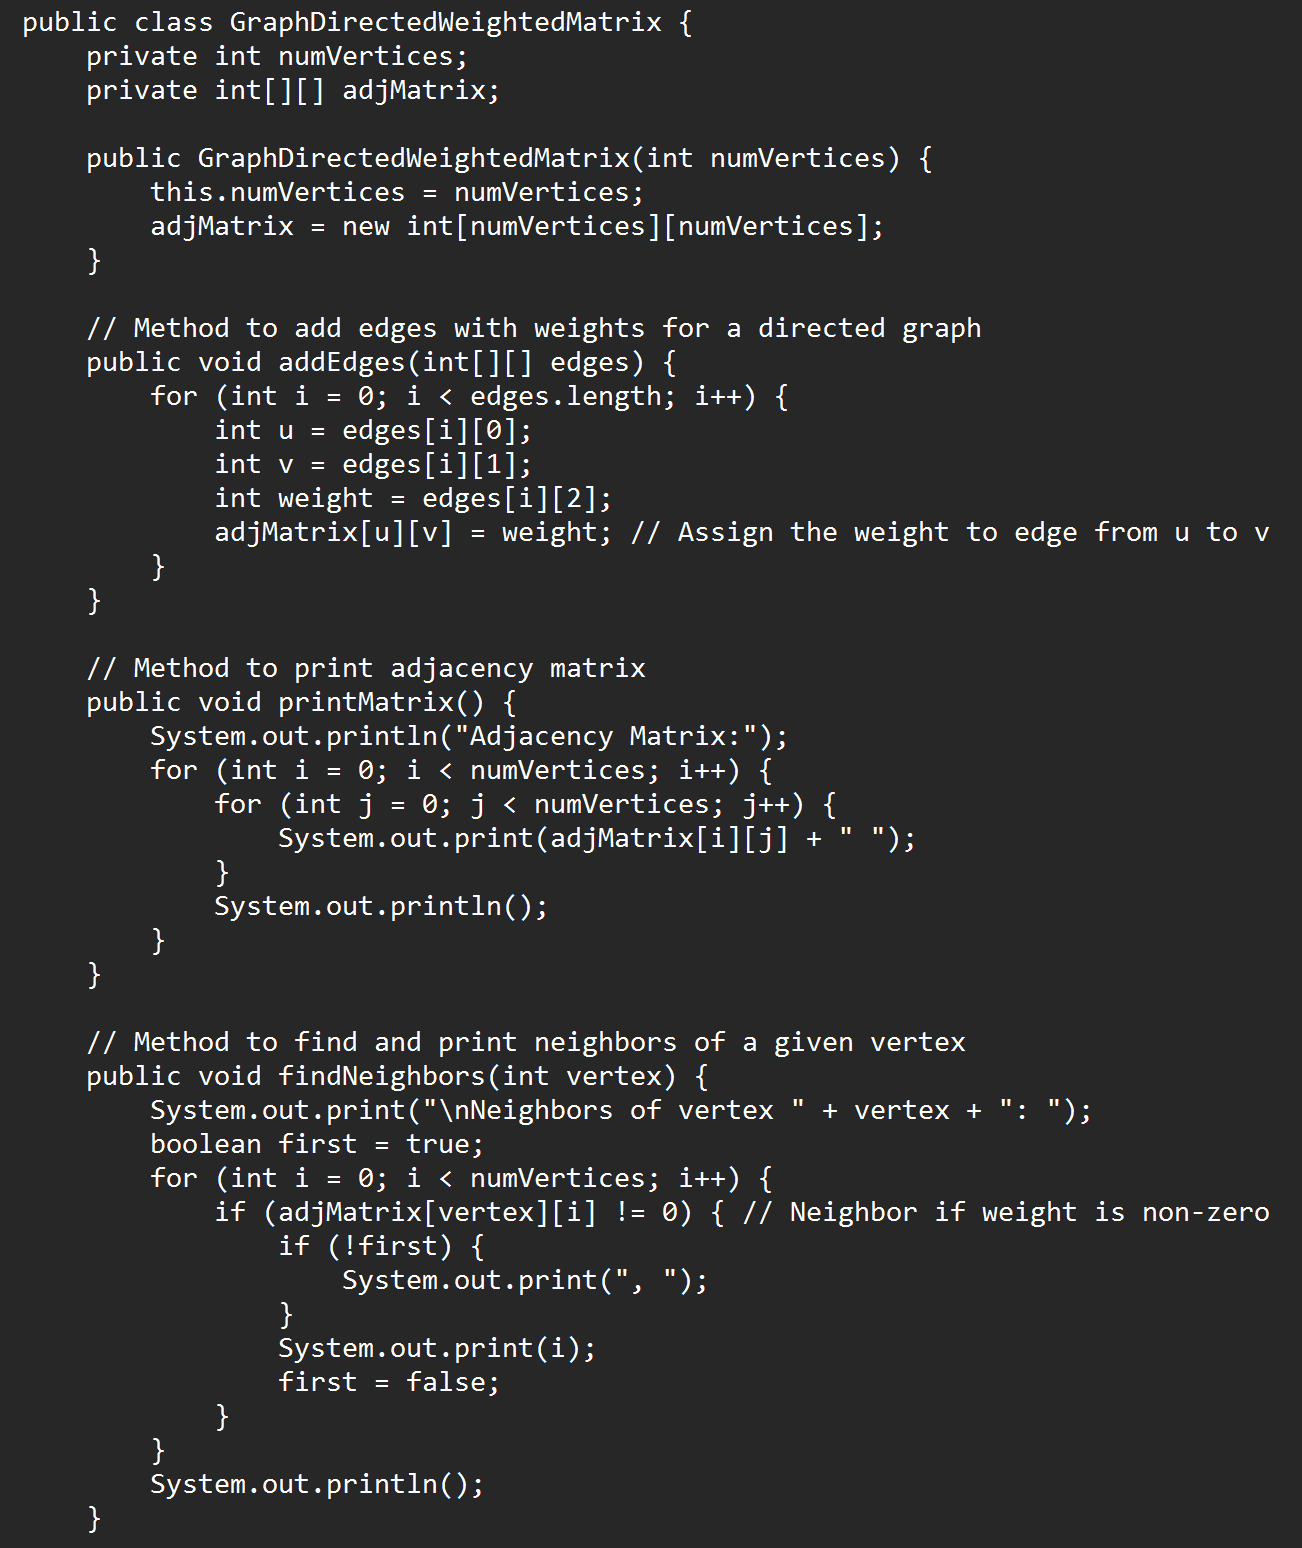 public class GraphDirectedWeightedMatrix {
    private int numVertices;
    private int[][] adjMatrix;

    public GraphDirectedWeightedMatrix(int numVertices) {
        this.numVertices = numVertices;
        adjMatrix = new int[numVertices][numVertices];
    }

    // Method to add edges with weights for a directed graph
    public void addEdges(int[][] edges) {
        for (int i = 0; i < edges.length; i++) {
            int u = edges[i][0];
            int v = edges[i][1];
            int weight = edges[i][2];
            adjMatrix[u][v] = weight; // Assign the weight to edge from u to v
        }
    }

    // Method to print adjacency matrix
    public void printMatrix() {
        System.out.println("Adjacency Matrix:");
        for (int i = 0; i < numVertices; i++) {
            for (int j = 0; j < numVertices; j++) {
                System.out.print(adjMatrix[i][j] + " ");
            }
            System.out.println();
        }
    }

    // Method to find and print neighbors of a given vertex
    public void findNeighbors(int vertex) {
        System.out.print("\nNeighbors of vertex " + vertex + ": ");
        boolean first = true;
        for (int i = 0; i < numVertices; i++) {
            if (adjMatrix[vertex][i] != 0) { // Neighbor if weight is non-zero
                if (!first) {
                    System.out.print(", ");
                }
                System.out.print(i);
                first = false;
            }
        }
        System.out.println();
    }